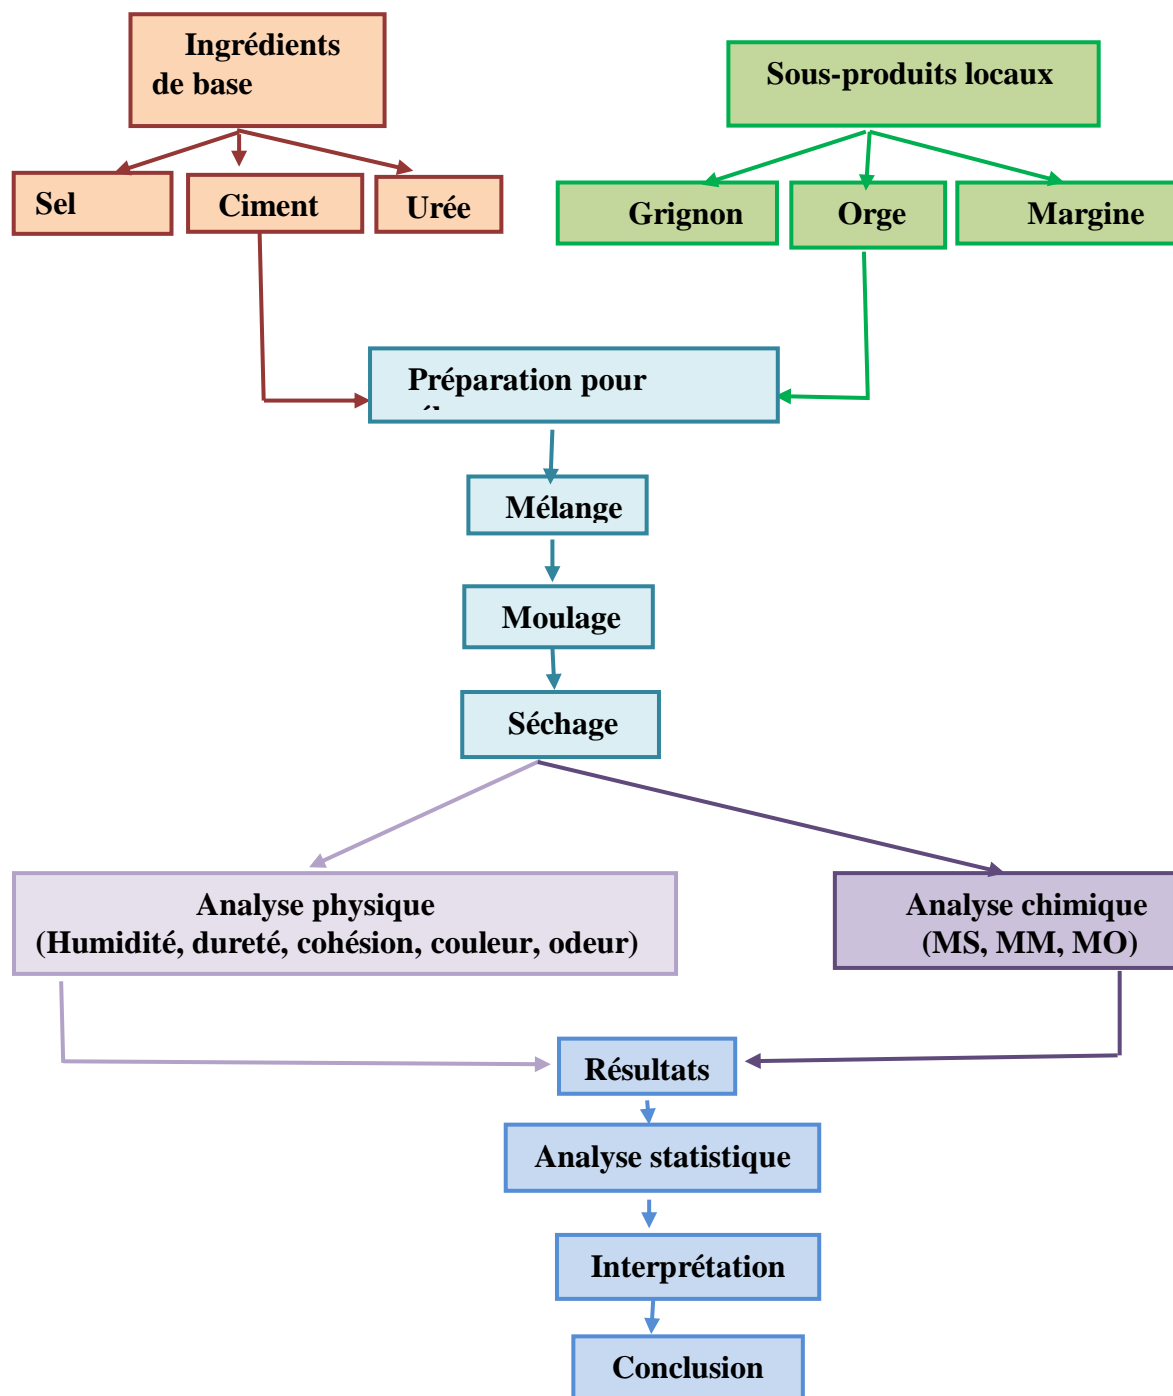 Ingrédients
de base
Sous-produits locaux
Sel
Ciment
Urée
Grignon
Orge
Margine
Préparation pour
Mélange
Moulage
Séchage
Analyse physique
(Humidité, dureté, cohésion, couleur, odeur)
Analyse chimique
(MS, MM, MO)
Résultats
Analyse statistique
Interprétation
Conclusion